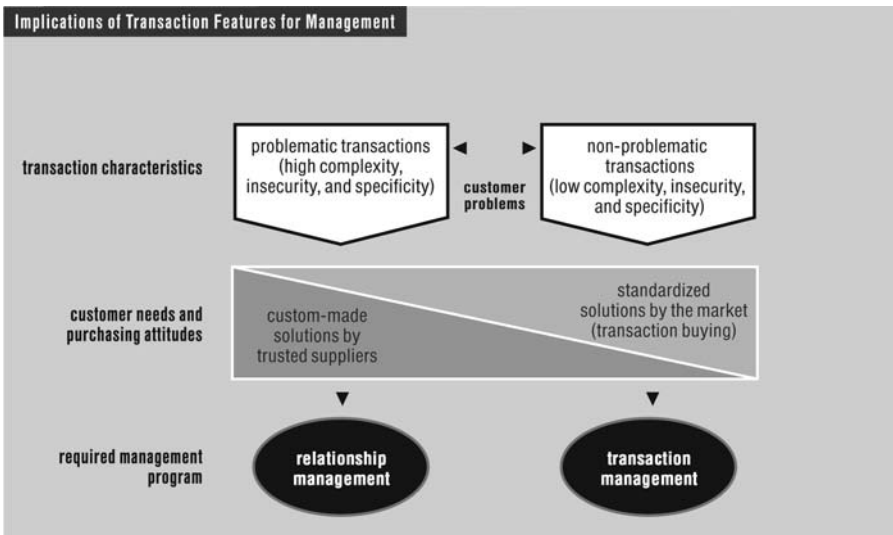 Implications of Transaction Features for Management
transaction characteristics
problematic transactions
(high complexity,
insecurity, and specificity)
customer
problems
non-problematic
transactions
(low complexity, insecurity,
and specificity)
customer needs and
purchasing attitudes
custom-made
solutions by
trusted suppliers
standardized
solutions by the market
(transaction buying)
required management
program
relationship
management
transaction
management